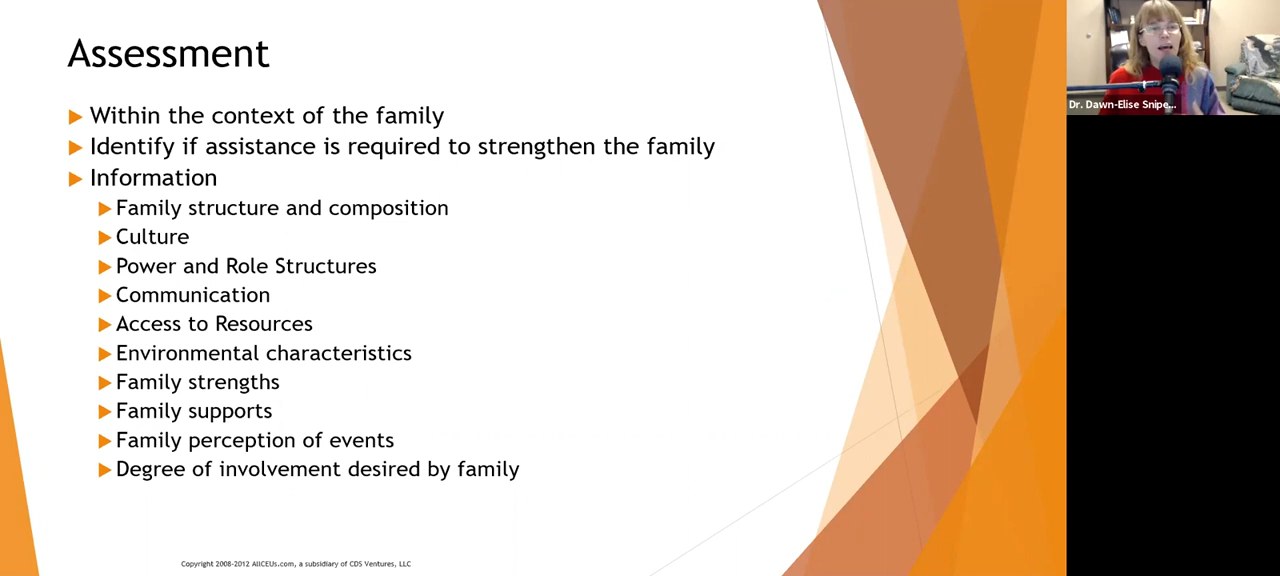 Assessment
Within the context of the family
Identify if assistance is required to strengthen the family
Information
Family structure and composition
Culture
Power and Role Structures
Communication
Access to Resources
Environmental characteristics
Family strengths
Family supports
Family perception of events
Degree of involvement desired by family
Copyright 2008-2012 AllCEUs.com, a subsidiary of CDS Ventures, LLC
Dr. Dawn-Elise Snipe...